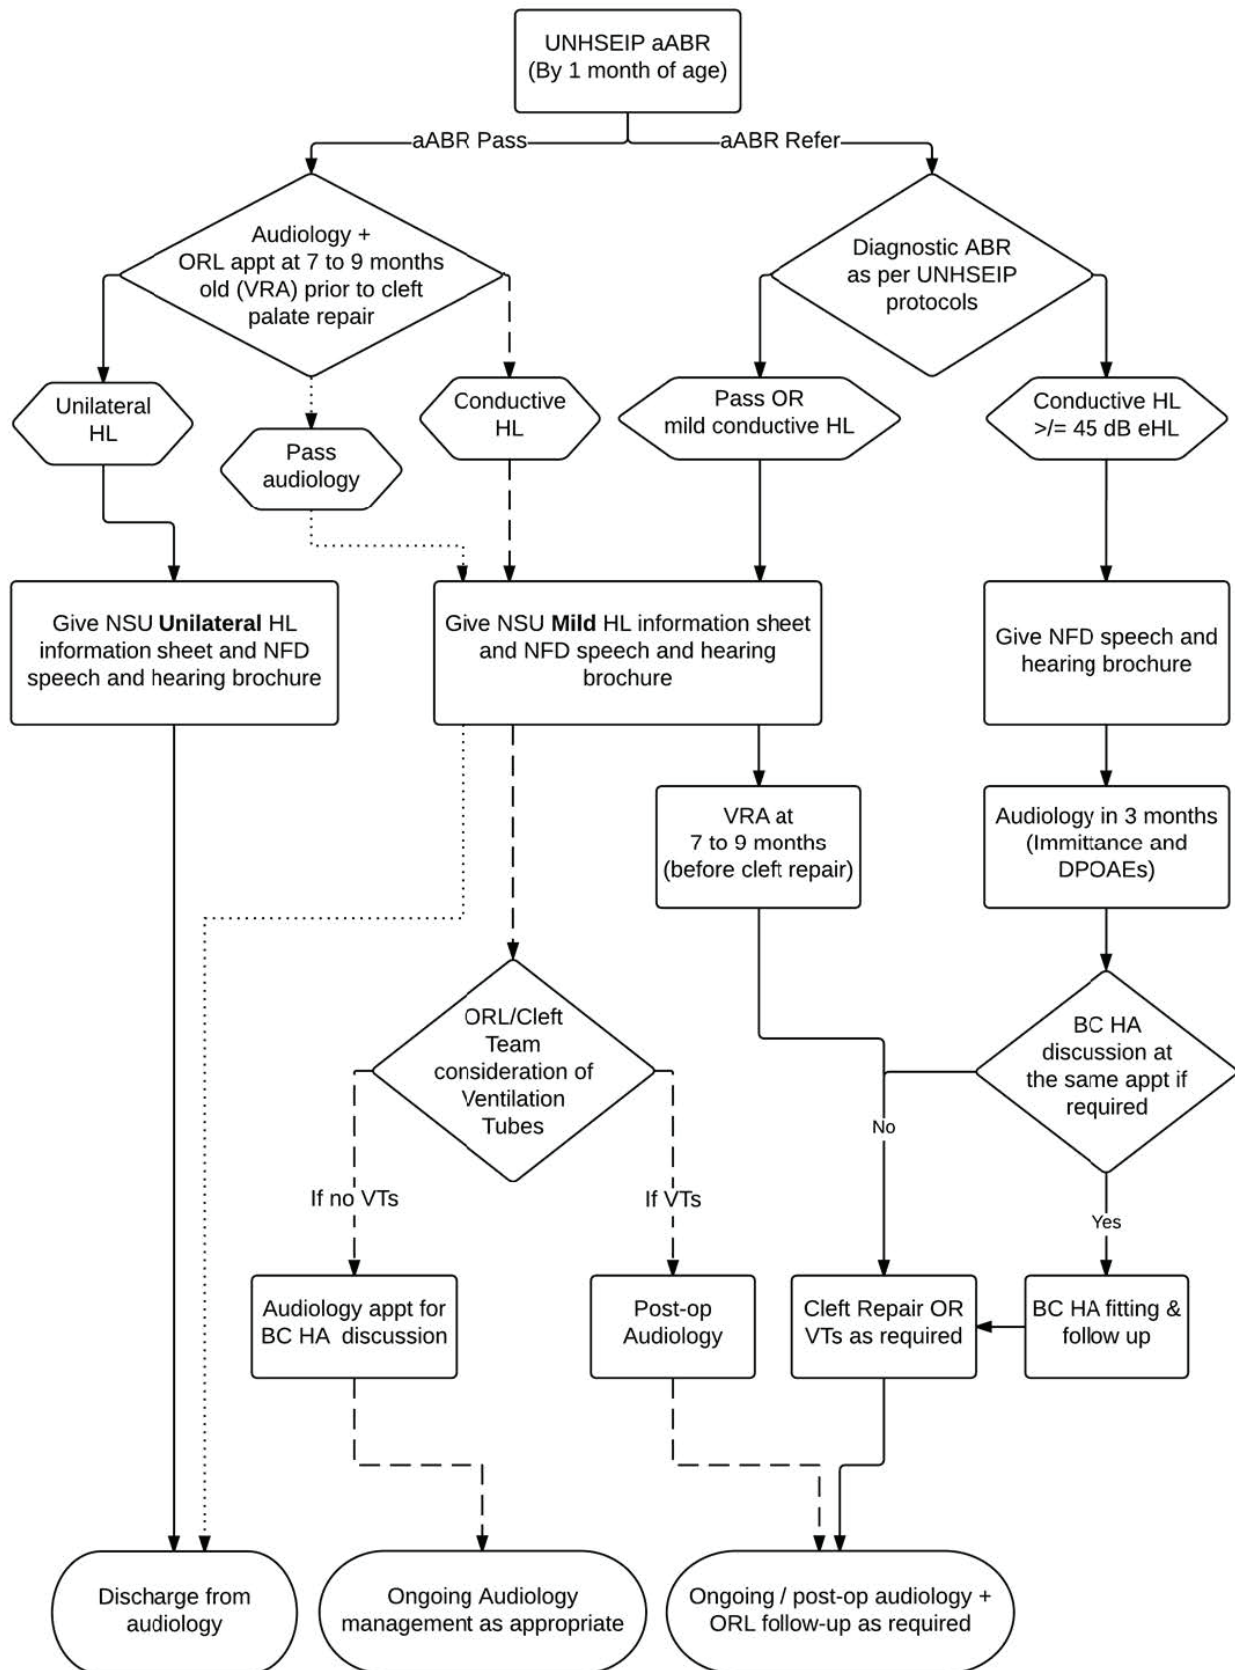 UNHSEIP aABR
(By 1 month of age)
aABR Pass
aABR Refer
Audiology +
ORL appt at 7 to 9 months
old (VRA) prior to cleft
palate repair
Diagnostic ABR
as per UNHSEIP
protocols
Unilateral
HL
Pass
audiology
Conductive
HL
Pass OR
mild conductive HL
Conductive HL
>/= 45 dB eHL
Give NSU Unilateral HL
information sheet and NFD
speech and hearing brochure
Give NSU Mild HL information sheet
and NFD speech and hearing
brochure
Give NFD speech and
hearing brochure
VRA at
7 to 9 months
(before cleft repair)
Audiology in 3 months
(Immittance and
DPOAEs)
ORL/Cleft
Team
consideration of
Ventilation
Tubes
BC HA
discussion at
the same appt if
required
No
If no VTs
If VTs
Yes
Audiology appt for
BC HA discussion
Post-op
Audiology
Cleft Repair OR
VTs as required
BC HA fitting &
follow up
Discharge from
audiology
Ongoing Audiology
management as appropriate
Ongoing / post-op audiology +
ORL follow-up as required